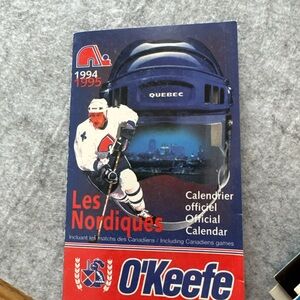 1994
1995
QUEBEC
Les
Nordiques
Calendrier
officiel
Official
Calendar
Incluant les matchs des Canadiens / Including Canadiens games
O'Keefe